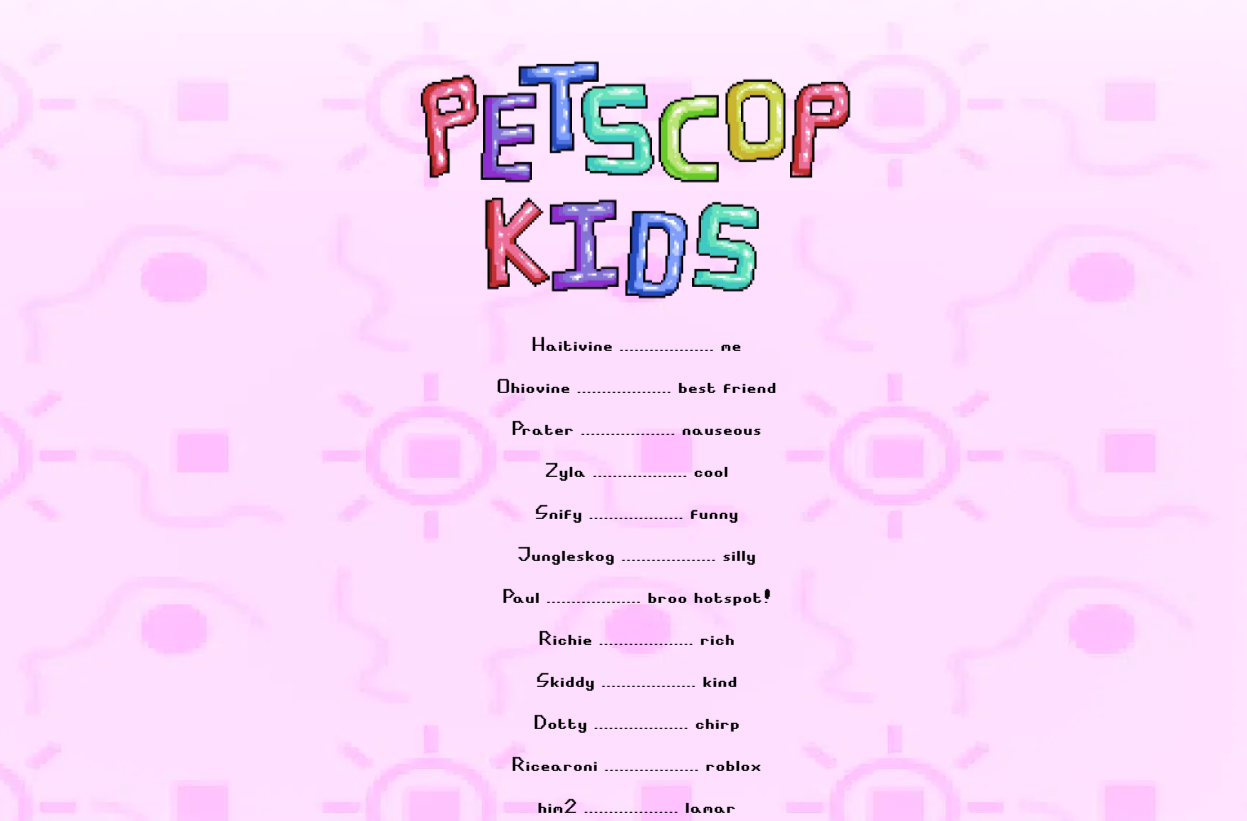 PETSCOP
KIDS
Haitivine ................... me
Ohiovine ................... best friend
Prater ................... nauseous
Zyla ................... cool
Snify ................... funny
Jungleskog ................... silly
Paul ................... broo hotspot!
Richie ................... rich
Skiddy ................... kind
Dotty ................... chirp
Ricearoni ................... roblox
him2 ................... lamar